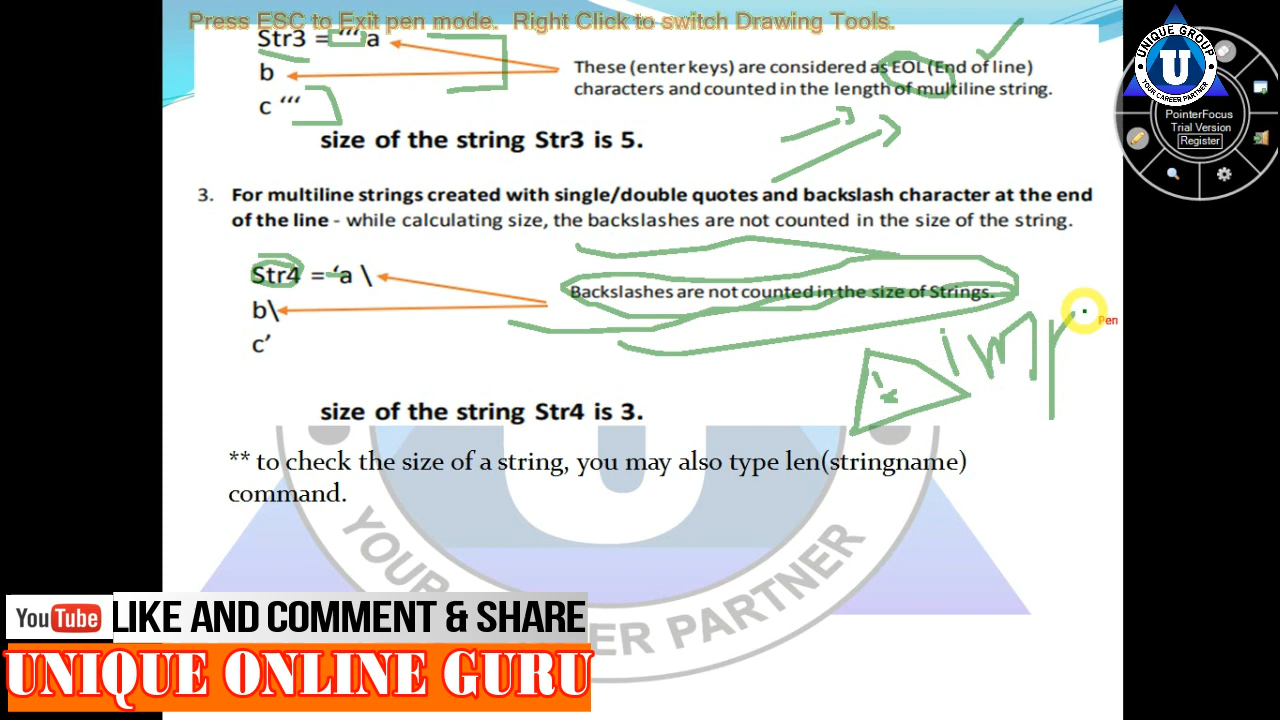 Press ESC to Exit pen mode. Right Click to switch Drawing Tools.
Str3 = ‘‘‘ a
b
c ‘‘‘
These (enter keys) are considered as EOL(End of line)
characters and counted in the length of multiline string.
size of the string Str3 is 5.
3. For multiline strings created with single/double quotes and backslash character at the end
of the line - while calculating size, the backslashes are not counted in the size of the string.
Str4 = ‘a \
b\
c’
Backslashes are not counted in the size of Strings.
imp
size of the string Str4 is 3.
** to check the size of a string, you may also type len(stringname)
command.
YOUR CAREER PARTNER
UNIQUE GROUP
U
YOUR CAREER PARTNER
PointerFocus
Trial Version
Register
Pen
YouTube LIKE AND COMMENT & SHARE
UNIQUE ONLINE GURU